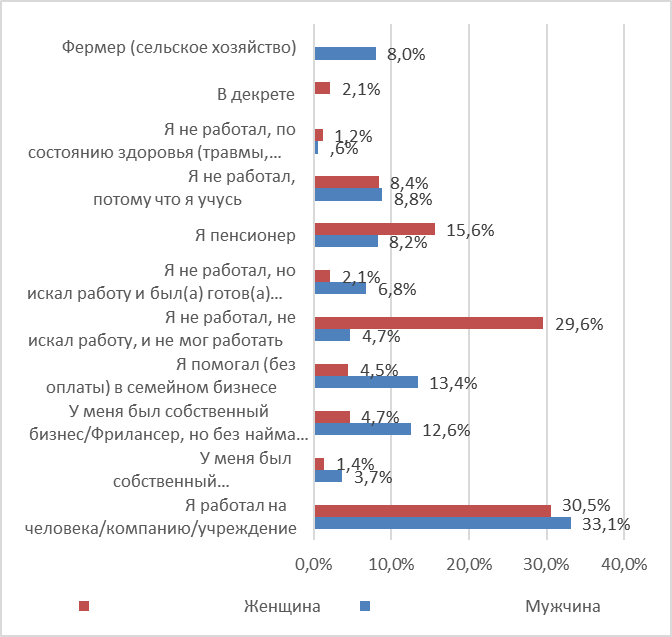 Фермер (сельское хозяйство)
8,0%
В декрете
2,1%
Я не работал, по
состоянию здоровья (травмы,...
1,2%
,6%
Я не работал,
потому что я учусь
8,4%
8,8%
Я пенсионер
15,6%
8,2%
Я не работал, но
искал работу и был(а) готов(а)...
2,1%
6,8%
Я не работал, не
искал работу, и не мог работать
29,6%
4,7%
Я помогал (без
оплаты) в семейном бизнесе
4,5%
13,4%
У меня был собственный
бизнес/Фрилансер, но без найма...
4,7%
12,6%
У меня был
собственный...
1,4%
3,7%
Я работал на
человека/компанию/учреждение
30,5%
33,1%
0,0% 10,0% 20,0% 30,0% 40,0%
Женщина Мужчина